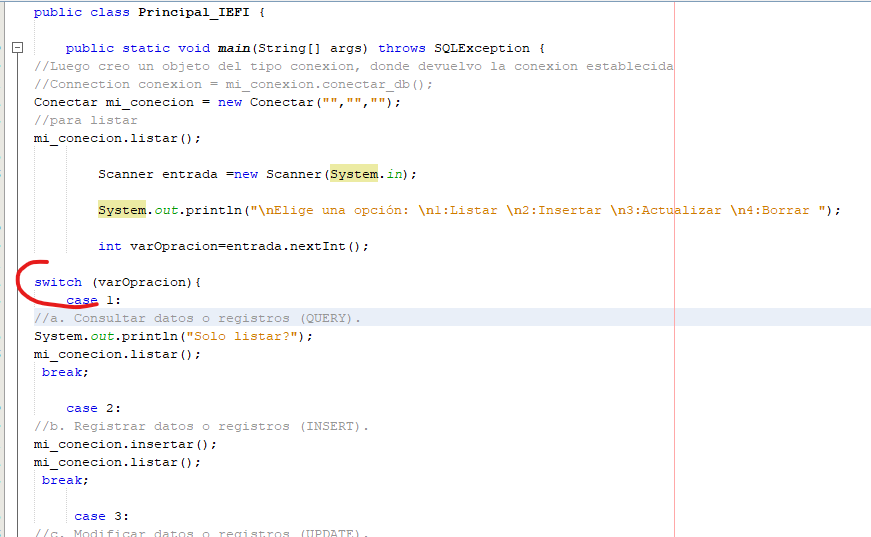 public class Principal_IEFI {
public static void main(String[] args) throws SQLException {
//Luego creo un objeto del tipo conexion, donde devuelvo la conexion establecida
//Connection conexion = mi_conexion.conectar_db();
Conectar mi_conecion = new Conectar("","","");
//para listar
mi_conecion.listar();
Scanner entrada =new Scanner(System.in);
System.out.println("\nElige una opción: \n1:Listar \n2:Insertar \n3:Actualizar \n4:Borrar ");
int varOpracion=entrada.nextInt();
switch (varOpracion){
case 1:
//a. Consultar datos o registros (QUERY).
System.out.println("Solo listar?");
mi_conecion.listar();
break;
case 2:
//b. Registrar datos o registros (INSERT).
mi_conecion.insertar();
mi_conecion.listar();
break;
case 3:
//c. Modificar datos o registros (UPDATE).